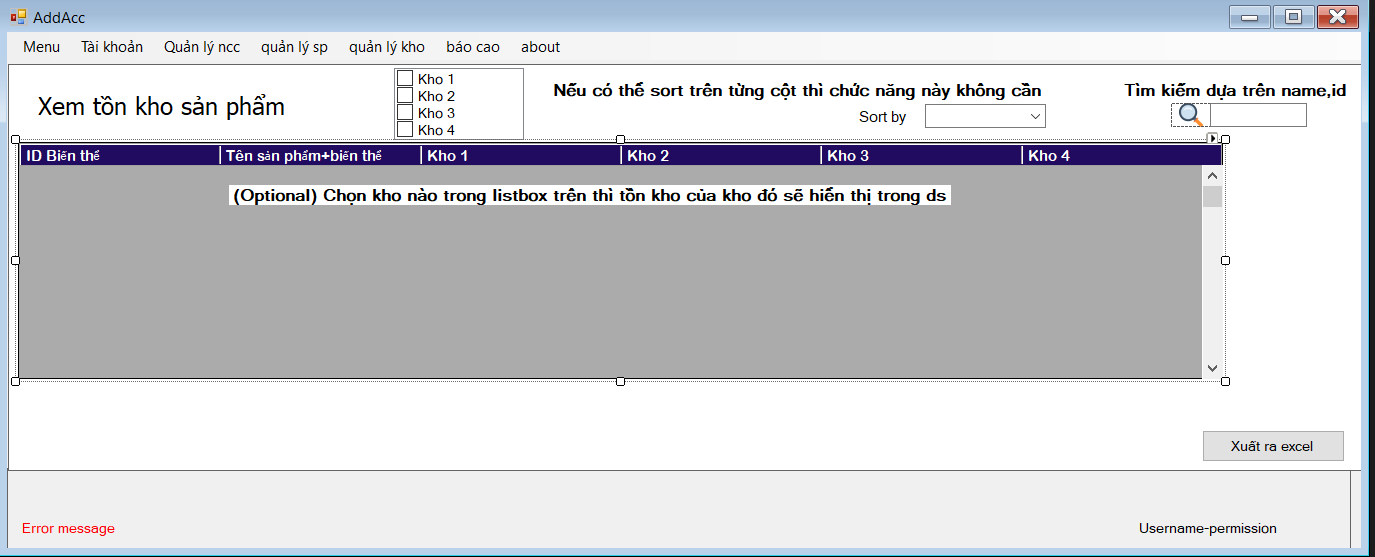 AddAcc
Menu Tài khoản Quản lý ncc quản lý sp quản lý kho báo cao about
Xem tồn kho sản phẩm
Kho 1
Kho 2
Kho 3
Kho 4
Nếu có thể sort trên từng cột thì chức năng này không cần
Sort by
Tìm kiếm dựa trên name,id
ID Biến thể Tên sản phẩm+biến thể Kho 1 Kho 2 Kho 3 Kho 4
(Optional) Chọn kho nào trong listbox trên thì tồn kho của kho đó sẽ hiển thị trong ds
Xuất ra excel
Error message
Username-permission